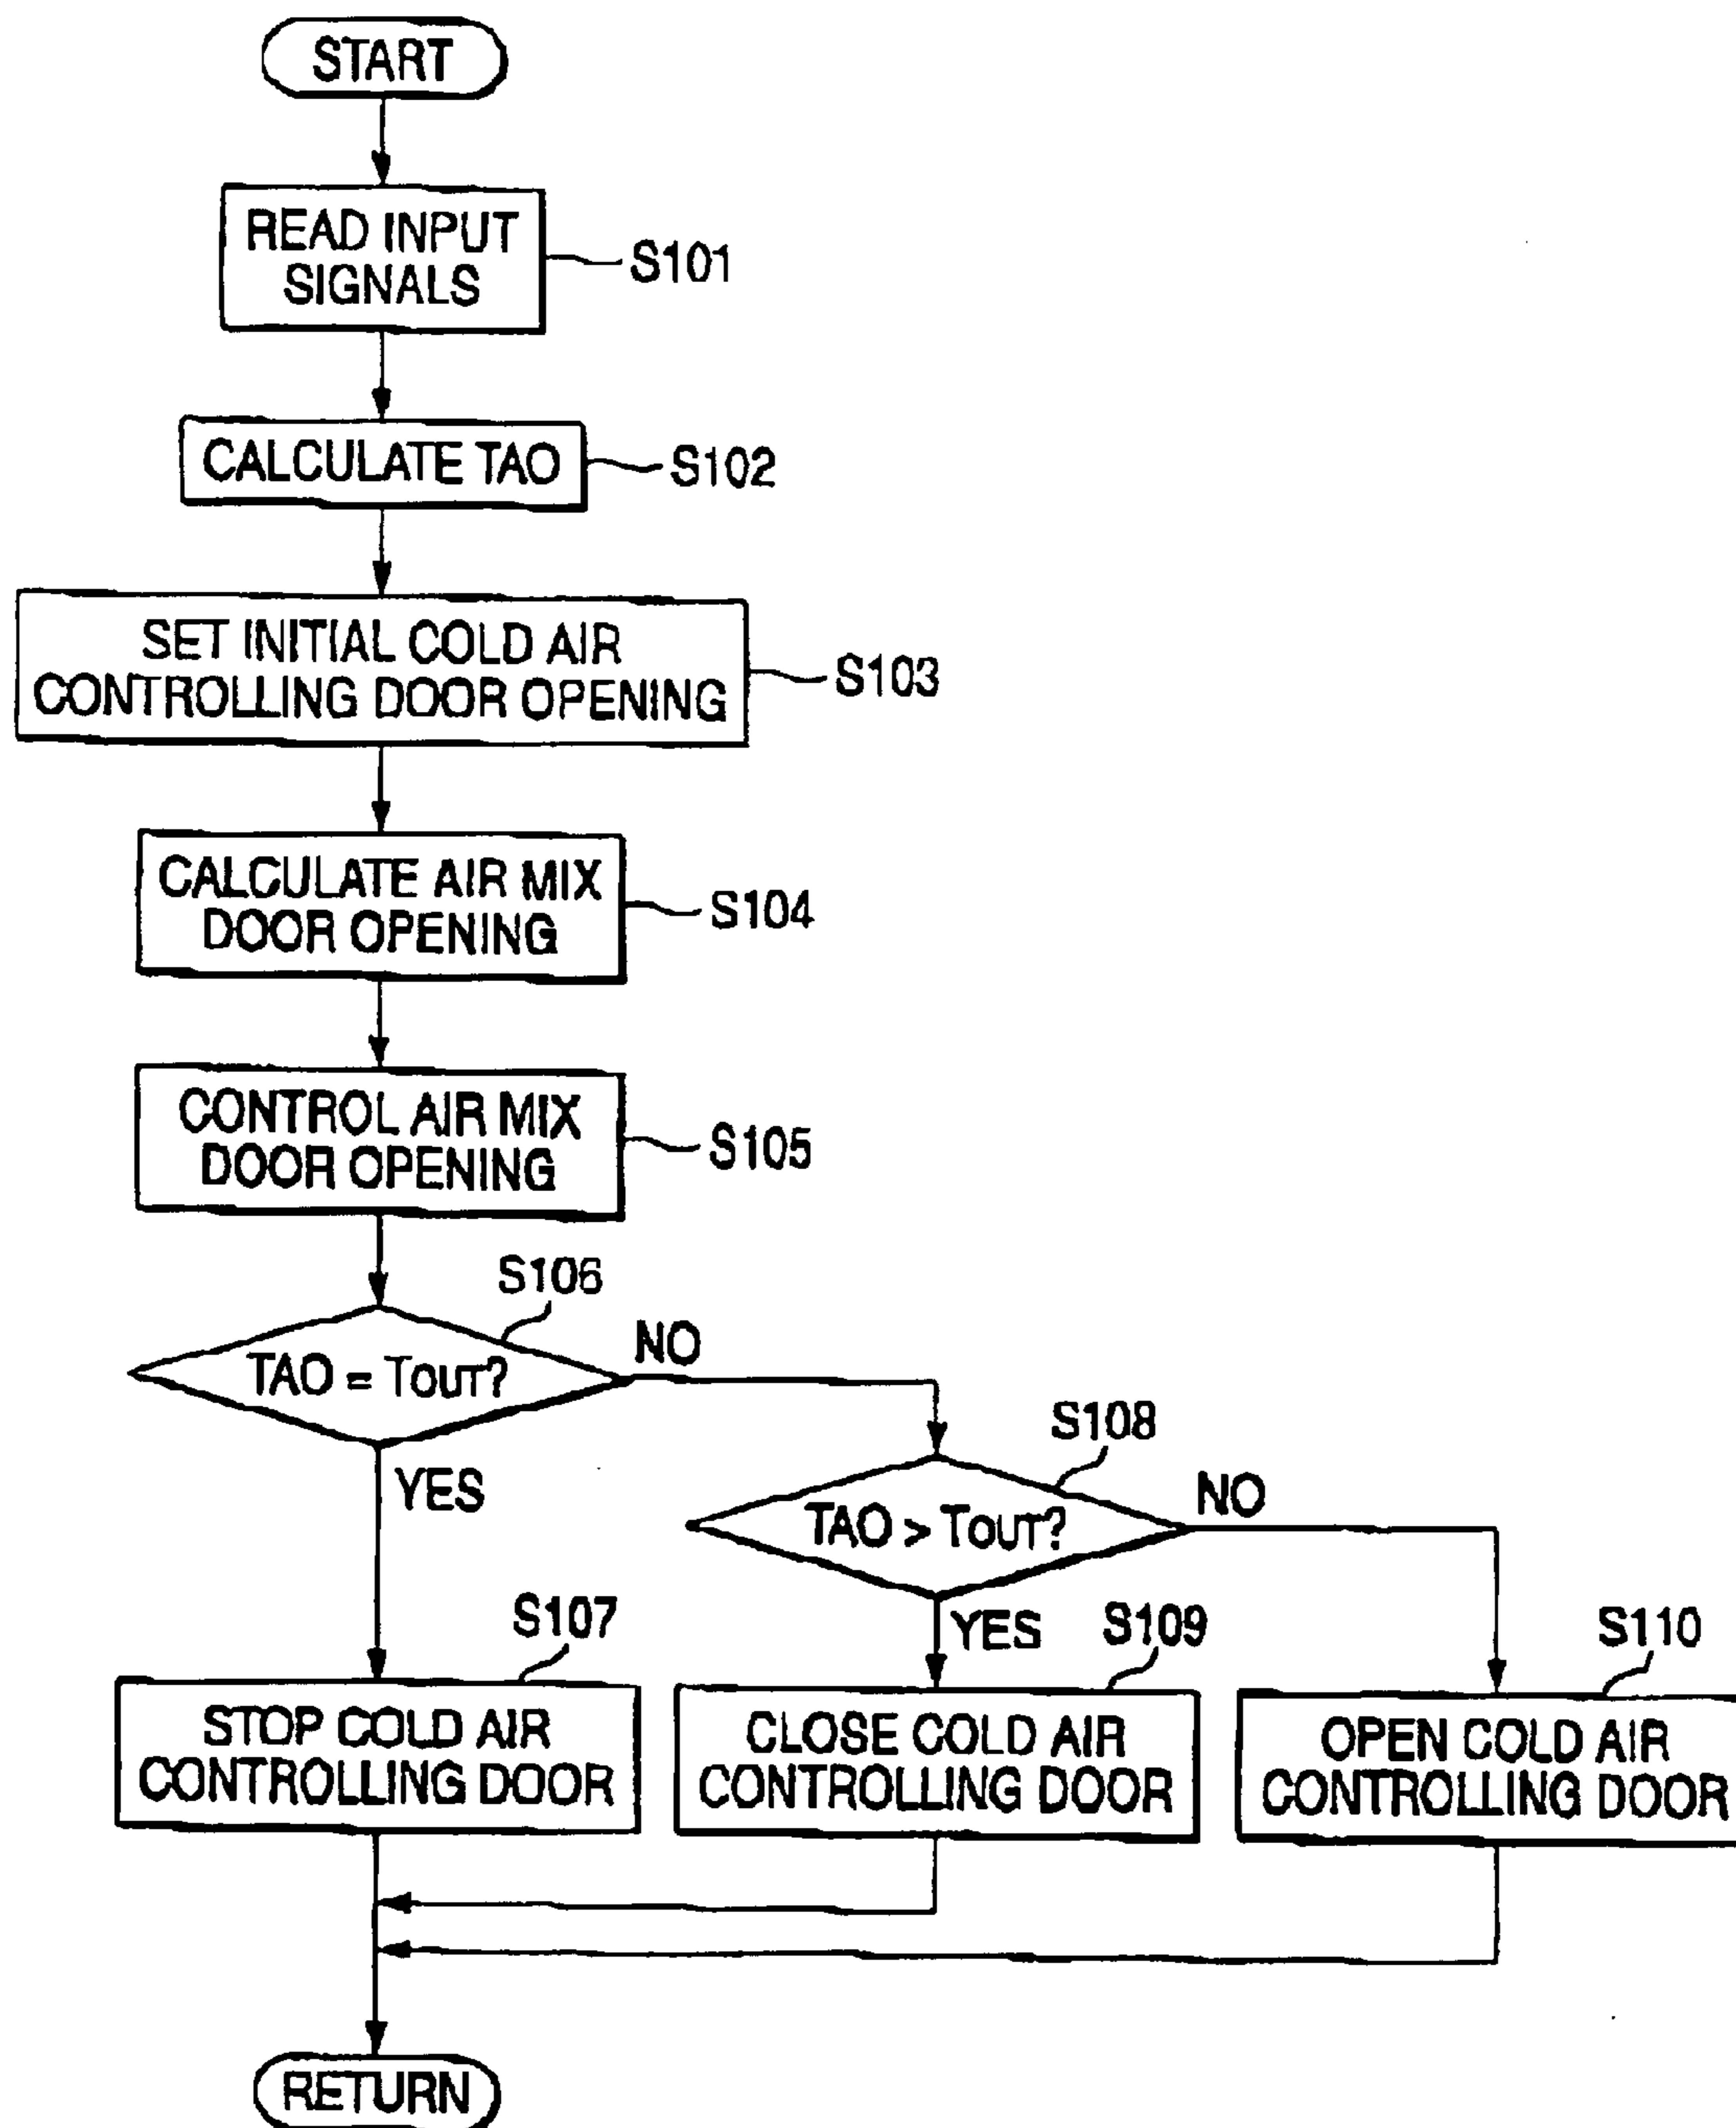 START
READ INPUT
SIGNALS
S101
CALCULATE TAO
S102
SET INITIAL COLD AIR
CONTROLLING DOOR OPENING
S103
CALCULATE AIR MIX
DOOR OPENING
S104
CONTROL AIR MIX
DOOR OPENING
S105
S106
TAO = TOUT?
NO
YES
S108
TAO > TOUT?
NO
YES
S107
STOP COLD AIR
CONTROLLING DOOR
S109
CLOSE COLD AIR
CONTROLLING DOOR
S110
OPEN COLD AIR
CONTROLLING DOOR
RETURN